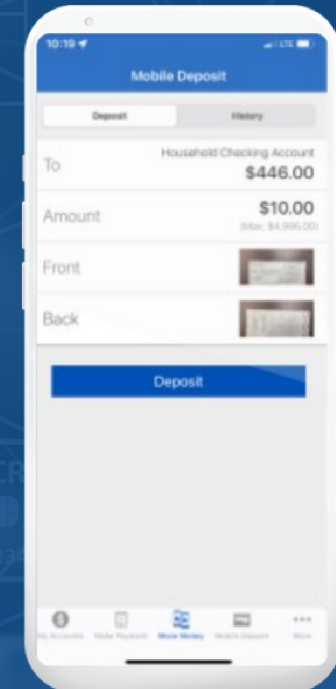 10:19
LTE
Mobile Deposit
Deposit
History
To
Household Checking Account
$446.00
Amount
$10.00
(Max: $4,995.00)
Front
Back
Deposit
My Accounts
Make Payment
Move Money
Mobile Deposit
More
CR